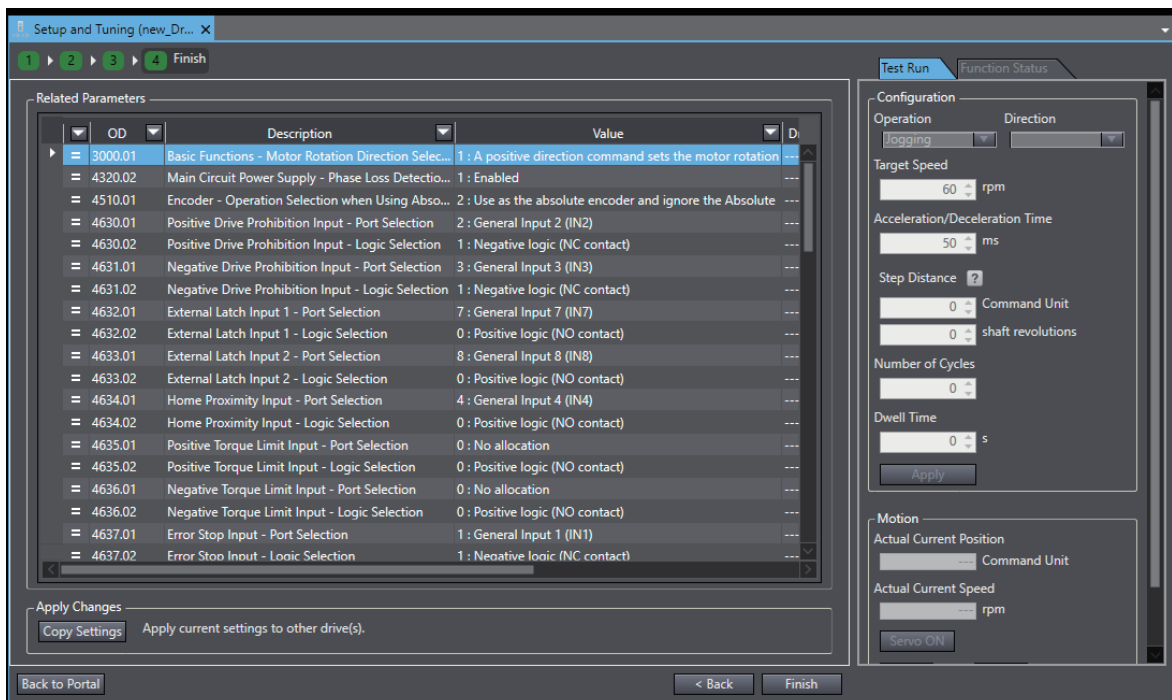 Setup and Tuning (new_Dr... X
1 2 3 4 Finish
Test Run Function Status
Related Parameters
OD Description Value D
= 3000.01 Basic Functions - Motor Rotation Direction Selec... 1 : A positive direction command sets the motor rotation ---
= 4320.02 Main Circuit Power Supply - Phase Loss Detectio... 1 : Enabled ---
= 4510.01 Encoder - Operation Selection when Using Abso... 2 : Use as the absolute encoder and ignore the Absolute ---
= 4630.01 Positive Drive Prohibition Input - Port Selection 2 : General Input 2 (IN2) ---
= 4630.02 Positive Drive Prohibition Input - Logic Selection 1 : Negative logic (NC contact) ---
= 4631.01 Negative Drive Prohibition Input - Port Selection 3 : General Input 3 (IN3) ---
= 4631.02 Negative Drive Prohibition Input - Logic Selection 1 : Negative logic (NC contact) ---
= 4632.01 External Latch Input 1 - Port Selection 7 : General Input 7 (IN7) ---
= 4632.02 External Latch Input 1 - Logic Selection 0 : Positive logic (NO contact) ---
= 4633.01 External Latch Input 2 - Port Selection 8 : General Input 8 (IN8) ---
= 4633.02 External Latch Input 2 - Logic Selection 0 : Positive logic (NO contact) ---
= 4634.01 Home Proximity Input - Port Selection 4 : General Input 4 (IN4) ---
= 4634.02 Home Proximity Input - Logic Selection 0 : Positive logic (NO contact) ---
= 4635.01 Positive Torque Limit Input - Port Selection 0 : No allocation ---
= 4635.02 Positive Torque Limit Input - Logic Selection 0 : Positive logic (NO contact) ---
= 4636.01 Negative Torque Limit Input - Port Selection 0 : No allocation ---
= 4636.02 Negative Torque Limit Input - Logic Selection 0 : Positive logic (NO contact) ---
= 4637.01 Error Stop Input - Port Selection 1 : General Input 1 (IN1) ---
= 4637.02 Error Stop Input - Logic Selection 1 : Negative logic (NC contact) ---
Apply Changes
Copy Settings Apply current settings to other drive(s).
Configuration
Operation Direction
Jogging
Target Speed
60 rpm
Acceleration/Deceleration Time
50 ms
Step Distance ?
0 Command Unit
0 shaft revolutions
Number of Cycles
0
Dwell Time
0 s
Apply
Motion
Actual Current Position
--- Command Unit
Actual Current Speed
--- rpm
Servo ON
Back to Portal < Back Finish